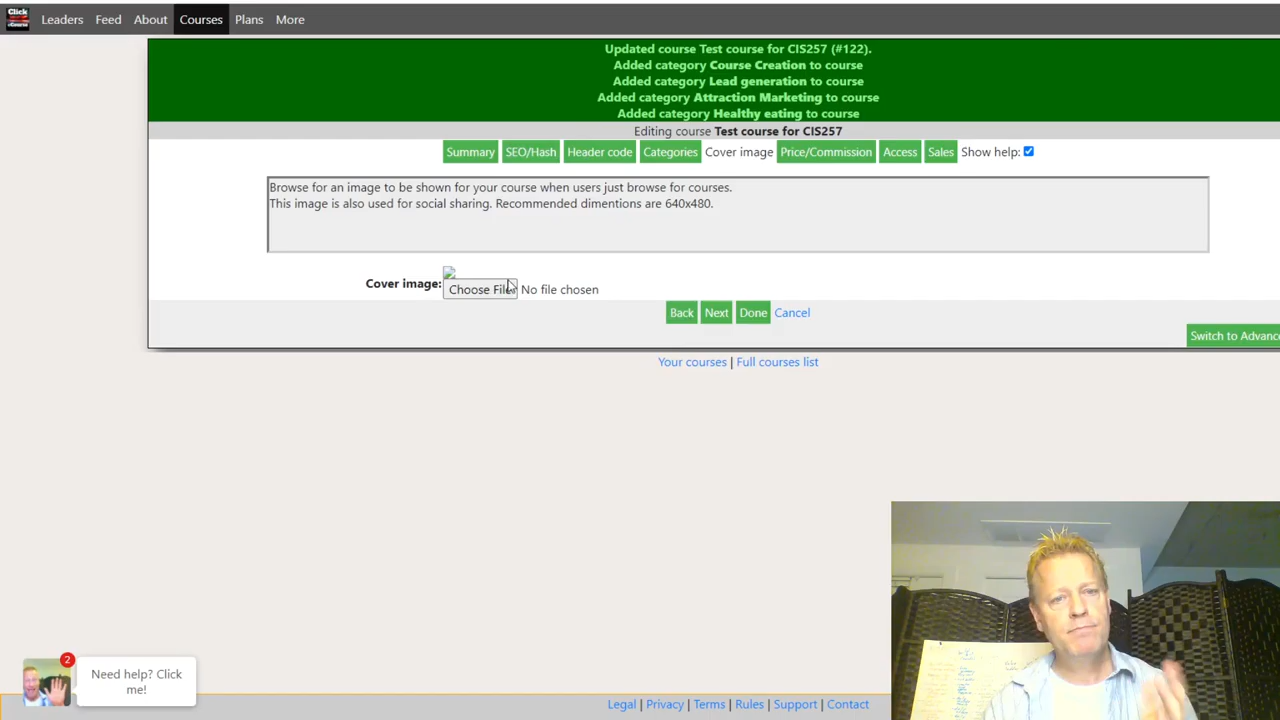 Click
eCourse
Leaders Feed About Courses Plans More
Updated course Test course for CIS257 (#122).
Added category Course Creation to course
Added category Lead generation to course
Added category Attraction Marketing to course
Added category Healthy eating to course
Editing course Test course for CIS257
Summary SEO/Hash Header code Categories Cover image Price/Commission Access Sales Show help:
Browse for an image to be shown for your course when users just browse for courses.
This image is also used for social sharing. Recommended dimentions are 640x480.
Cover image:
Choose File No file chosen
Back Next Done Cancel
Switch to Advance
Your courses | Full courses list
2
Need help? Click
me!
Legal | Privacy | Terms | Rules | Support | Contact